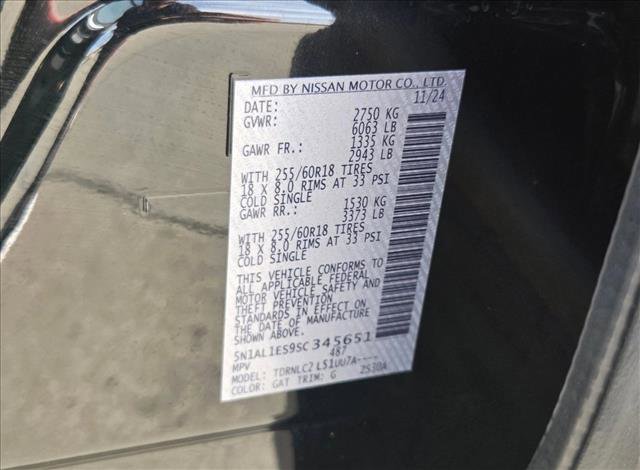 MFD BY NISSAN MOTOR CO., LTD.
DATE: 11/24
GVWR: 2750 KG
6063 LB
GAWR FR.: 1335 KG
2943 LB
WITH 255/60R18 TIRES
18 X 8.0 RIMS AT 33 PSI
COLD SINGLE
GAWR RR.: 1530 KG
3373 LB
WITH 255/60R18 TIRES
18 X 8.0 RIMS AT 33 PSI
COLD SINGLE
THIS VEHICLE CONFORMS TO
ALL APPLICABLE FEDERAL
MOTOR VEHICLE SAFETY AND
THEFT PREVENTION
STANDARDS IN EFFECT ON
THE DATE OF MANUFACTURE
SHOWN ABOVE.
5N1AL1ES9SC345651
MPV 487
MODEL: TDRNLC2 L51UU7A----
COLOR: GAT TRIM: G 2530A